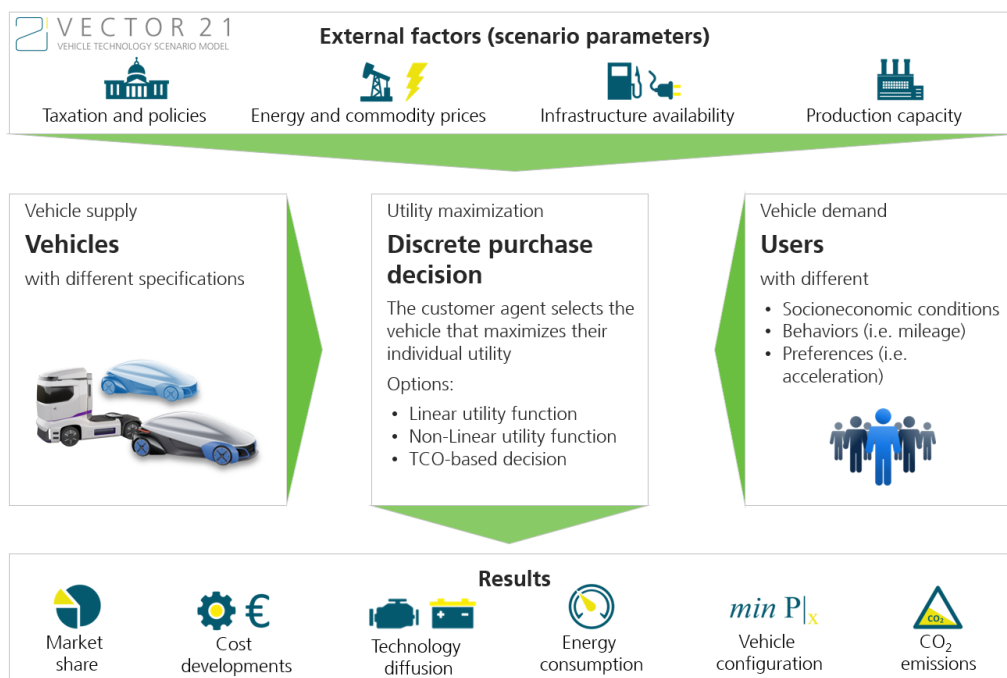 VECTOR 21
VEHICLE TECHNOLOGY SCENARIO MODEL
External factors (scenario parameters)
Taxation and policies
Energy and commodity prices
Infrastructure availability
Production capacity
Vehicle supply
Vehicles
with different specifications
Utility maximization
Discrete purchase
decision
The customer agent selects the
vehicle that maximizes their
individual utility
Options:
• Linear utility function
• Non-Linear utility function
• TCO-based decision
Vehicle demand
Users
with different
• Socioeconomic conditions
• Behaviors (i.e. mileage)
• Preferences (i.e.
acceleration)
Results
Market
share
€
Cost
developments
Technology
diffusion
Energy
consumption
min P|x
Vehicle
configuration
CO₂
CO₂
emissions